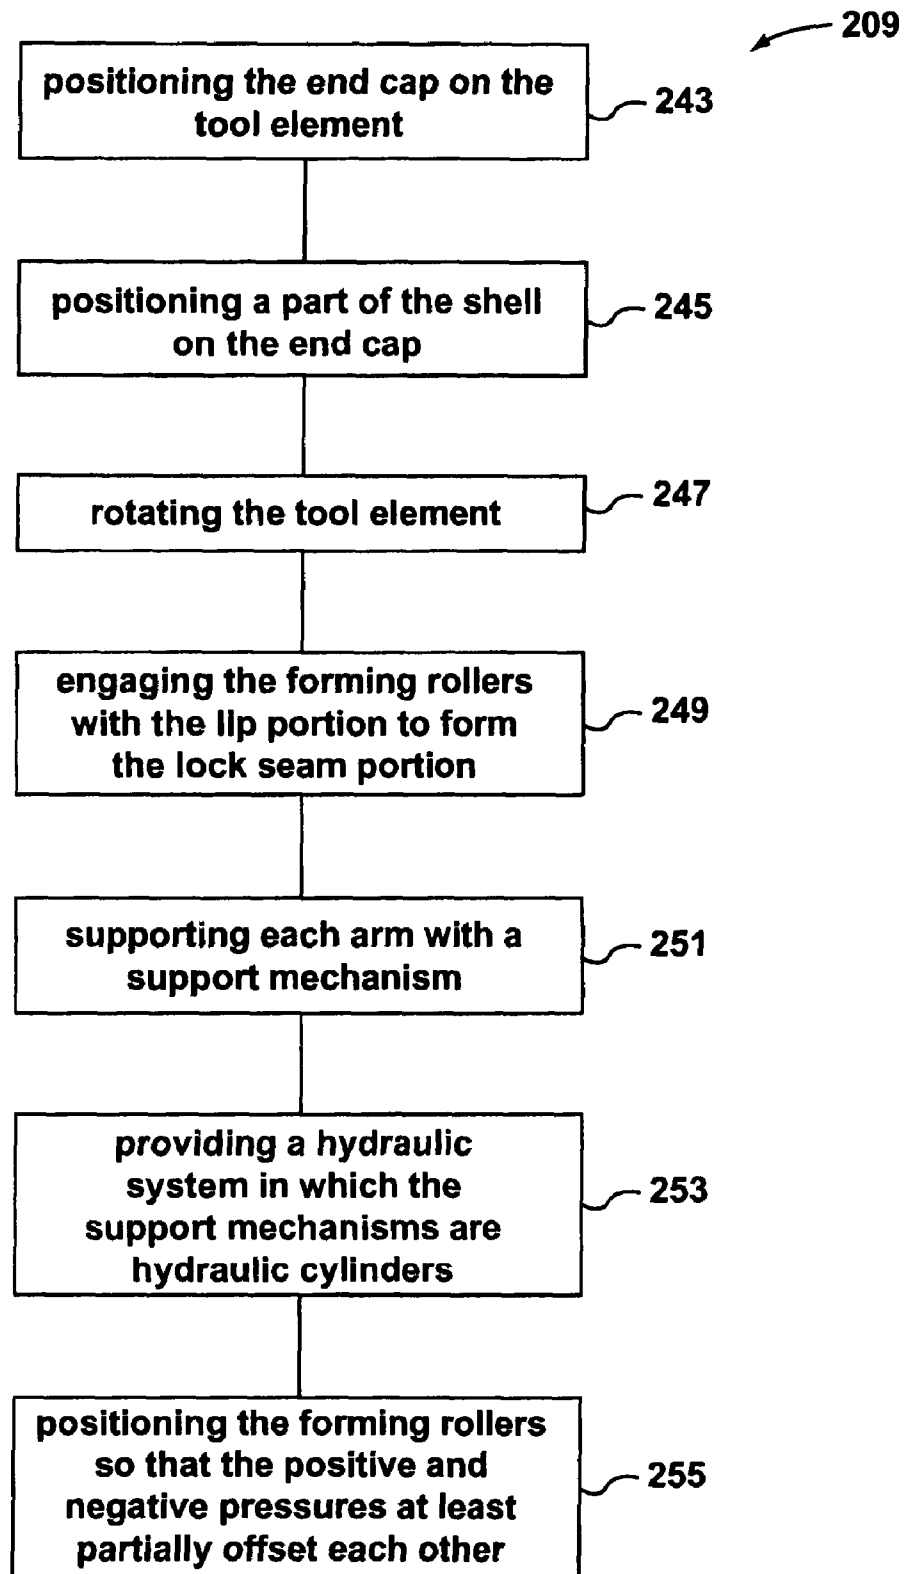 209
positioning the end cap on the
tool element
243
positioning a part of the shell
on the end cap
245
rotating the tool element
247
engaging the forming rollers
with the lip portion to form
the lock seam portion
249
supporting each arm with a
support mechanism
251
providing a hydraulic
system in which the
support mechanisms are
hydraulic cylinders
253
positioning the forming rollers
so that the positive and
negative pressures at least
partially offset each other
255